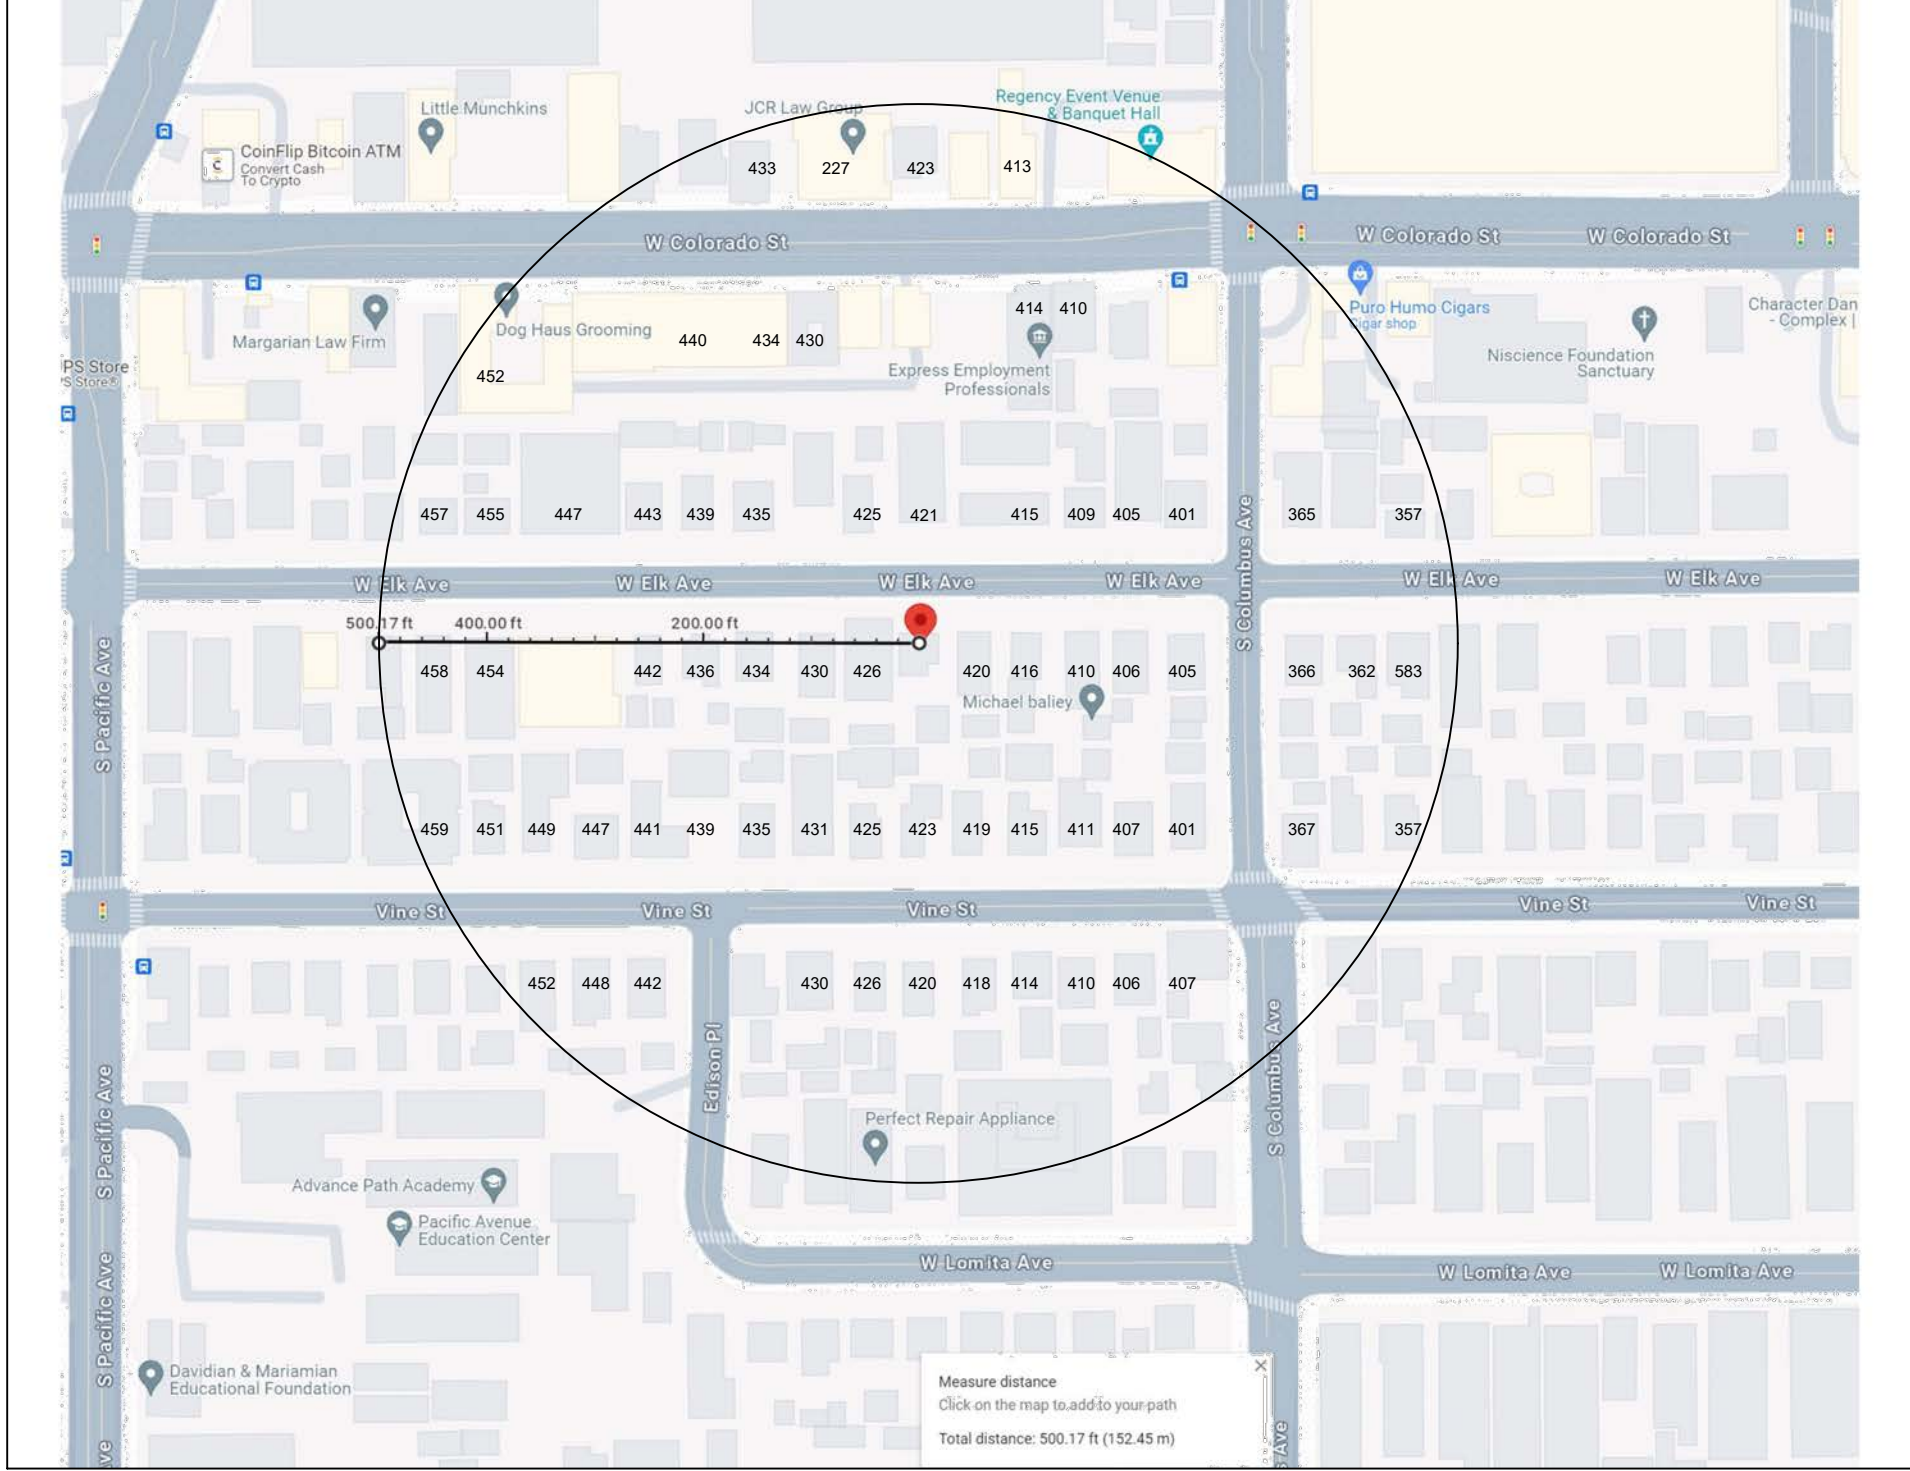 Little Munchkins
JCR Law Group
Regency Event Venue
& Banquet Hall
CoinFlip Bitcoin ATM
Convert Cash
To Crypto
433
227
423
413
W Colorado St
W Colorado St
W Colorado St
Margarian Law Firm
Dog Haus Grooming
440
434
430
414
410
452
Express Employment
Professionals
Puro Humo Cigars
Cigar shop
Niscience Foundation
Sanctuary
Character Dan
- Complex |
PS Store
PS Store®
457
455
447
443
439
435
425
421
415
409
405
401
365
357
S Columbus Ave
W Elk Ave
W Elk Ave
W Elk Ave
W Elk Ave
W Elk Ave
W Elk Ave
500.17 ft
400.00 ft
200.00 ft
458
454
442
436
434
430
426
420
416
410
406
405
366
362
583
Michael baliey
S Pacific Ave
459
451
449
447
441
439
435
431
425
423
419
415
411
407
401
367
357
Vine St
Vine St
Vine St
Vine St
Vine St
452
448
442
430
426
420
418
414
410
406
407
Edison Pl
S Columbus Ave
S Pacific Ave
Perfect Repair Appliance
Advance Path Academy
Pacific Avenue
Education Center
W Lomita Ave
W Lomita Ave
W Lomita Ave
S Pacific Ave
Davidian & Mariamian
Educational Foundation
Measure distance
Click on the map to add to your path
Total distance: 500.17 ft (152.45 m)
Ave
s Ave